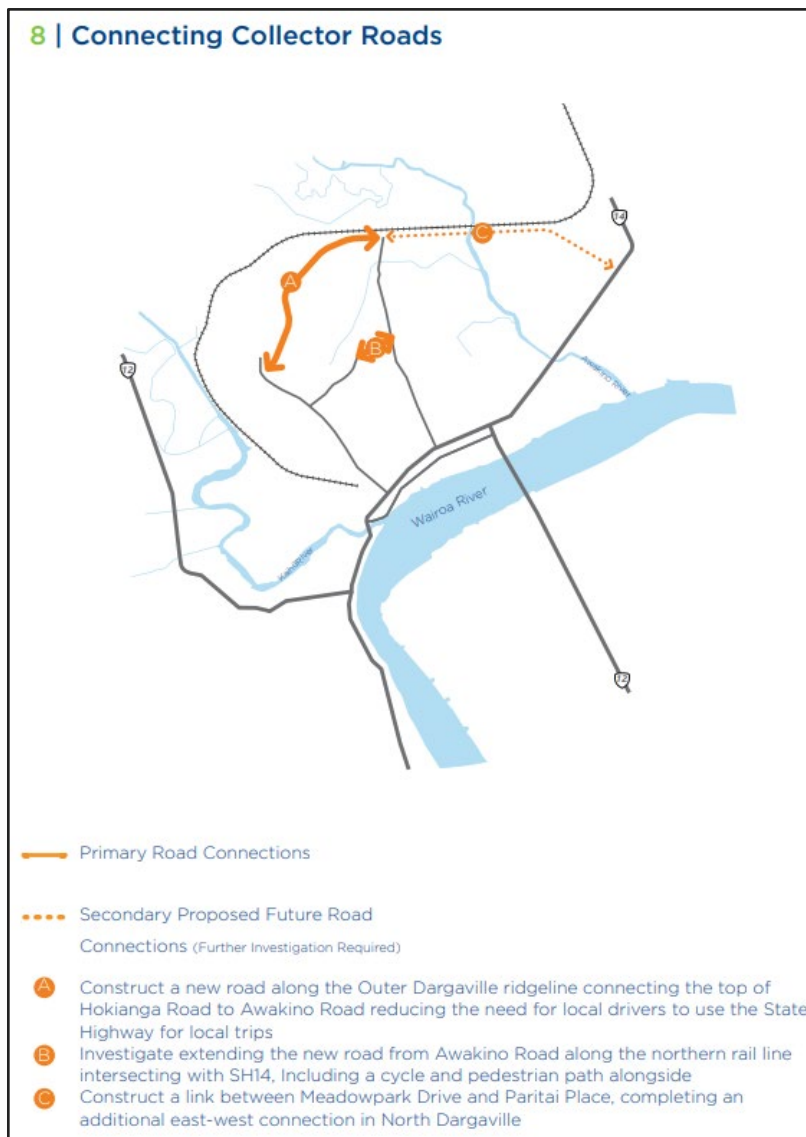 8 | Connecting Collector Roads
14
C
A
B
12
Awakino River
Wairoa River
Kaihu River
12
Primary Road Connections
Secondary Proposed Future Road
Connections (Further Investigation Required)
A Construct a new road along the Outer Dargaville ridgeline connecting the top of
Hokianga Road to Awakino Road reducing the need for local drivers to use the State
Highway for local trips
B Investigate extending the new road from Awakino Road along the northern rail line
intersecting with SH14, Including a cycle and pedestrian path alongside
C Construct a link between Meadowpark Drive and Paritai Place, completing an
additional east-west connection in North Dargaville